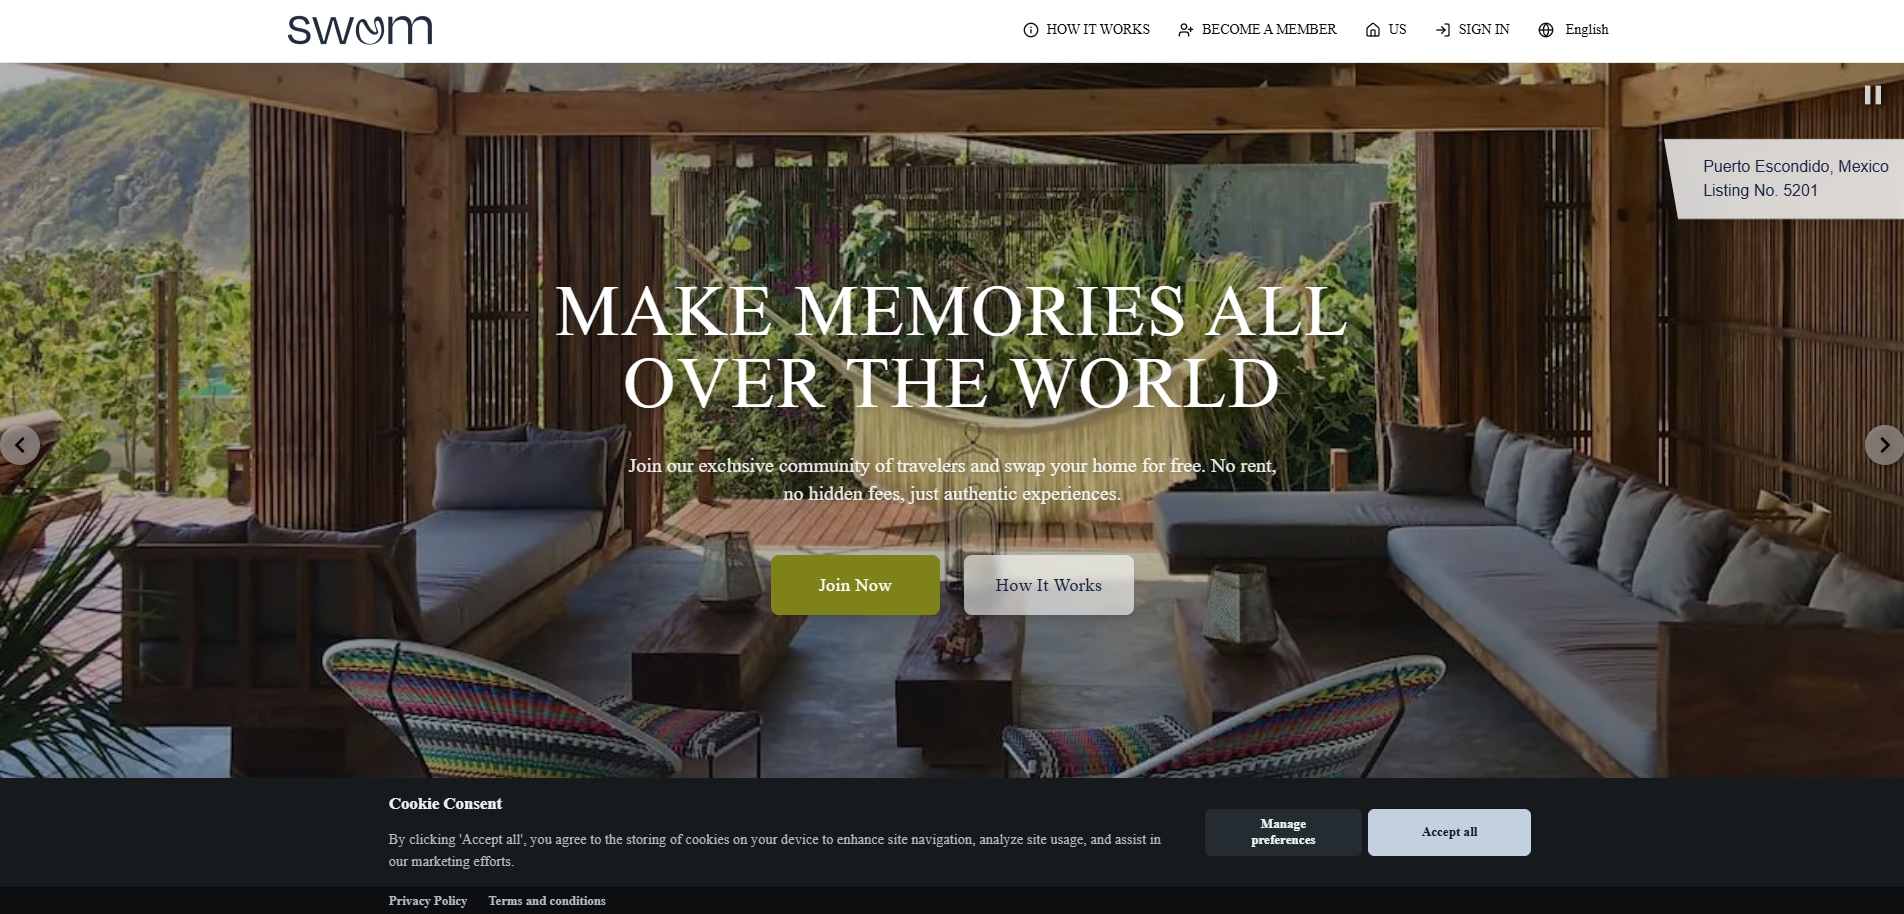 swom
HOW IT WORKS
BECOME A MEMBER
US
SIGN IN
English
Puerto Escondido, Mexico
Listing No. 5201
MAKE MEMORIES ALL
OVER THE WORLD
Join our exclusive community of travelers and swap your home for free. No rent,
no hidden fees, just authentic experiences.
Join Now
How It Works
Cookie Consent
By clicking 'Accept all', you agree to the storing of cookies on your device to enhance site navigation, analyze site usage, and assist in
our marketing efforts.
Manage
preferences
Accept all
Privacy Policy
Terms and conditions